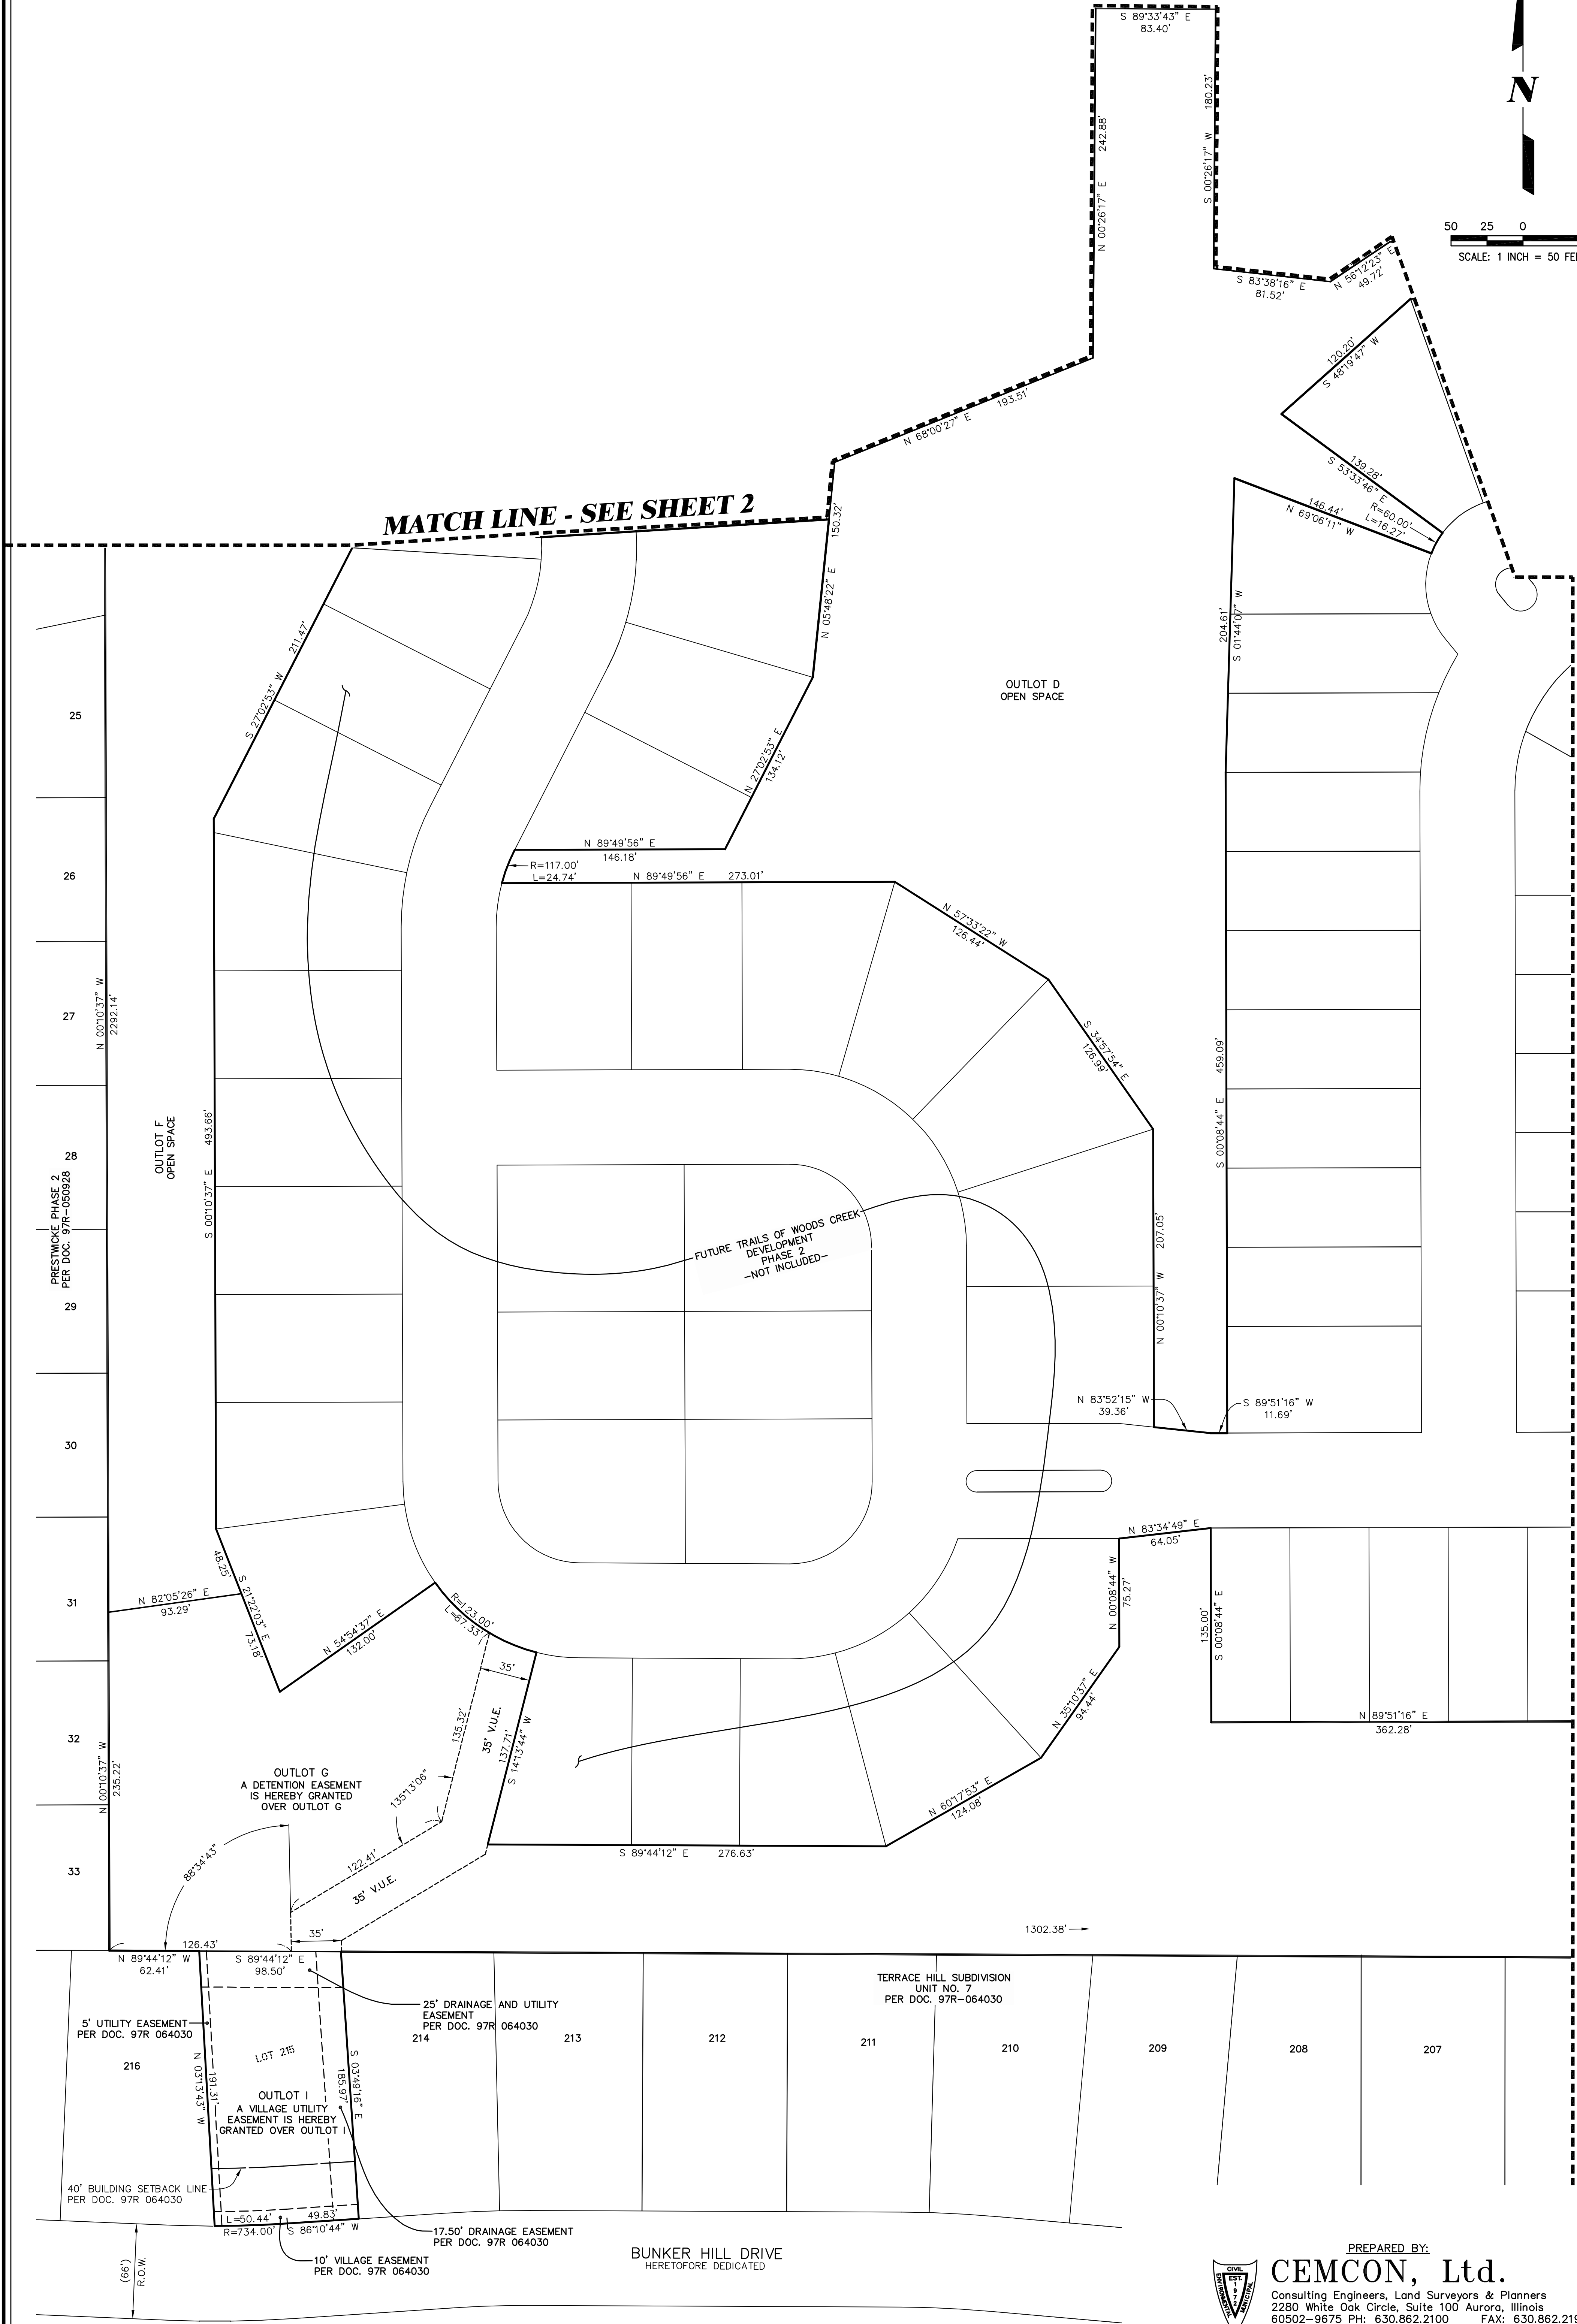 S 89°33'43" E
83.40'
N 00°26'17" E 242.88'
S 00°26'17" W 180.23'
N
50 25 0
SCALE: 1 INCH = 50 FE
S 83°38'16" E
81.52'
N 56°12'23" E
49.72'
120.20'
S 48°19'47" W
N 68°00'27" E 193.51'
139.28'
S 53°33'46" E
R=60.00'
L=16.27'
146.44'
N 69°06'11" W
MATCH LINE - SEE SHEET 2
150.32'
N 05°48'22" E
204.61'
S 01°44'07" W
S 27°02'53" W 211.47'
OUTLOT D
OPEN SPACE
25
N 27°02'53" E
134.12'
N 89°49'56" E
146.18'
R=117.00'
L=24.74'
N 89°49'56" E 273.01'
26
N 57°33'22" W
126.44'
27
N 00°10'37" W
2292.14'
S 34°57'54" E
126.99'
S 00°08'44" E 459.09'
OUTLOT F
OPEN SPACE
S 00°10'37" E 493.66'
28
PRESTWICKE PHASE 2
PER DOC. 97R-050928
FUTURE TRAILS OF WOODS CREEK
DEVELOPMENT
PHASE 2
-NOT INCLUDED-
N 00°10'37" W 207.05'
29
N 83°52'15" W
39.36'
S 89°51'16" W
11.69'
30
N 83°34'49" E
64.05'
48.25'
S 21°22'03" E
73.18'
N 82°05'26" E
93.29'
31
N 54°54'37" E
132.00'
R=123.00'
L=87.33'
N 00°08'44" W
75.27'
135.00'
S 00°08'44" E
35'
135.32'
35' V.U.E.
137.71'
S 14°13'44" W
N 35°10'37" E
94.44'
N 89°51'16" E
362.28'
32
N 00°10'37" W
235.22'
OUTLOT G
A DETENTION EASEMENT
IS HEREBY GRANTED
OVER OUTLOT G
135°13'06"
N 60°17'53" E
124.08'
S 89°44'12" E 276.63'
33
88°34'43"
122.41'
35' V.U.E.
35'
1302.38'
126.43'
N 89°44'12" W
62.41'
S 89°44'12" E
98.50'
TERRACE HILL SUBDIVISION
UNIT NO. 7
PER DOC. 97R-064030
25' DRAINAGE AND UTILITY
EASEMENT
PER DOC. 97R 064030
5' UTILITY EASEMENT
PER DOC. 97R 064030
216
LOT 215
214
213
212
211
210
209
208
207
N 03°13'43" W
191.31'
185.97'
S 03°49'16" E
OUTLOT I
A VILLAGE UTILITY
EASEMENT IS HEREBY
GRANTED OVER OUTLOT I
40' BUILDING SETBACK LINE
PER DOC. 97R 064030
L=50.44'
R=734.00'
49.83'
S 86°10'44" W
17.50' DRAINAGE EASEMENT
PER DOC. 97R 064030
10' VILLAGE EASEMENT
PER DOC. 97R 064030
(66')
R.O.W.
BUNKER HILL DRIVE
HERETOFORE DEDICATED
PREPARED BY:
CIVIL
ENVIRONMENTAL
MUNICIPAL
EST.
1972
CEMCON, Ltd.
Consulting Engineers, Land Surveyors & Planners
2280 White Oak Circle, Suite 100 Aurora, Illinois
60502-9675 PH: 630.862.2100 FAX: 630.862.219